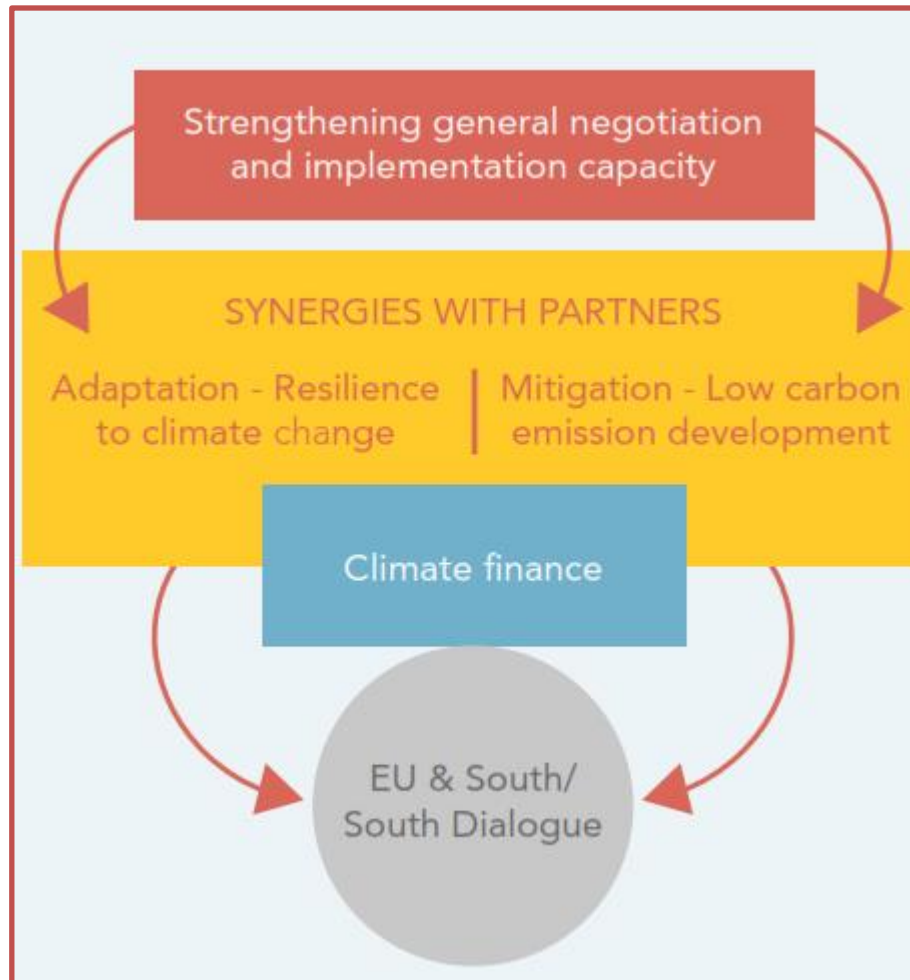 Strengthening general negotiation
and implementation capacity
SYNERGIES WITH PARTNERS
Adaptation - Resilience
to climate change
Mitigation - Low carbon
emission development
Climate finance
EU & South/
South Dialogue